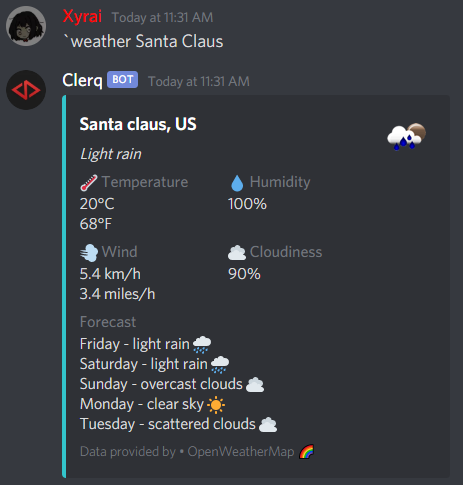 Xyrai Today at 11:31 AM
`weather Santa Claus
Clerq BOT Today at 11:31 AM
Santa claus, US
Light rain
Temperature Humidity
20°C 100%
68°F
Wind Cloudiness
5.4 km/h 90%
3.4 miles/h
Forecast
Friday - light rain
Saturday - light rain
Sunday - overcast clouds
Monday - clear sky
Tuesday - scattered clouds
Data provided by • OpenWeatherMap